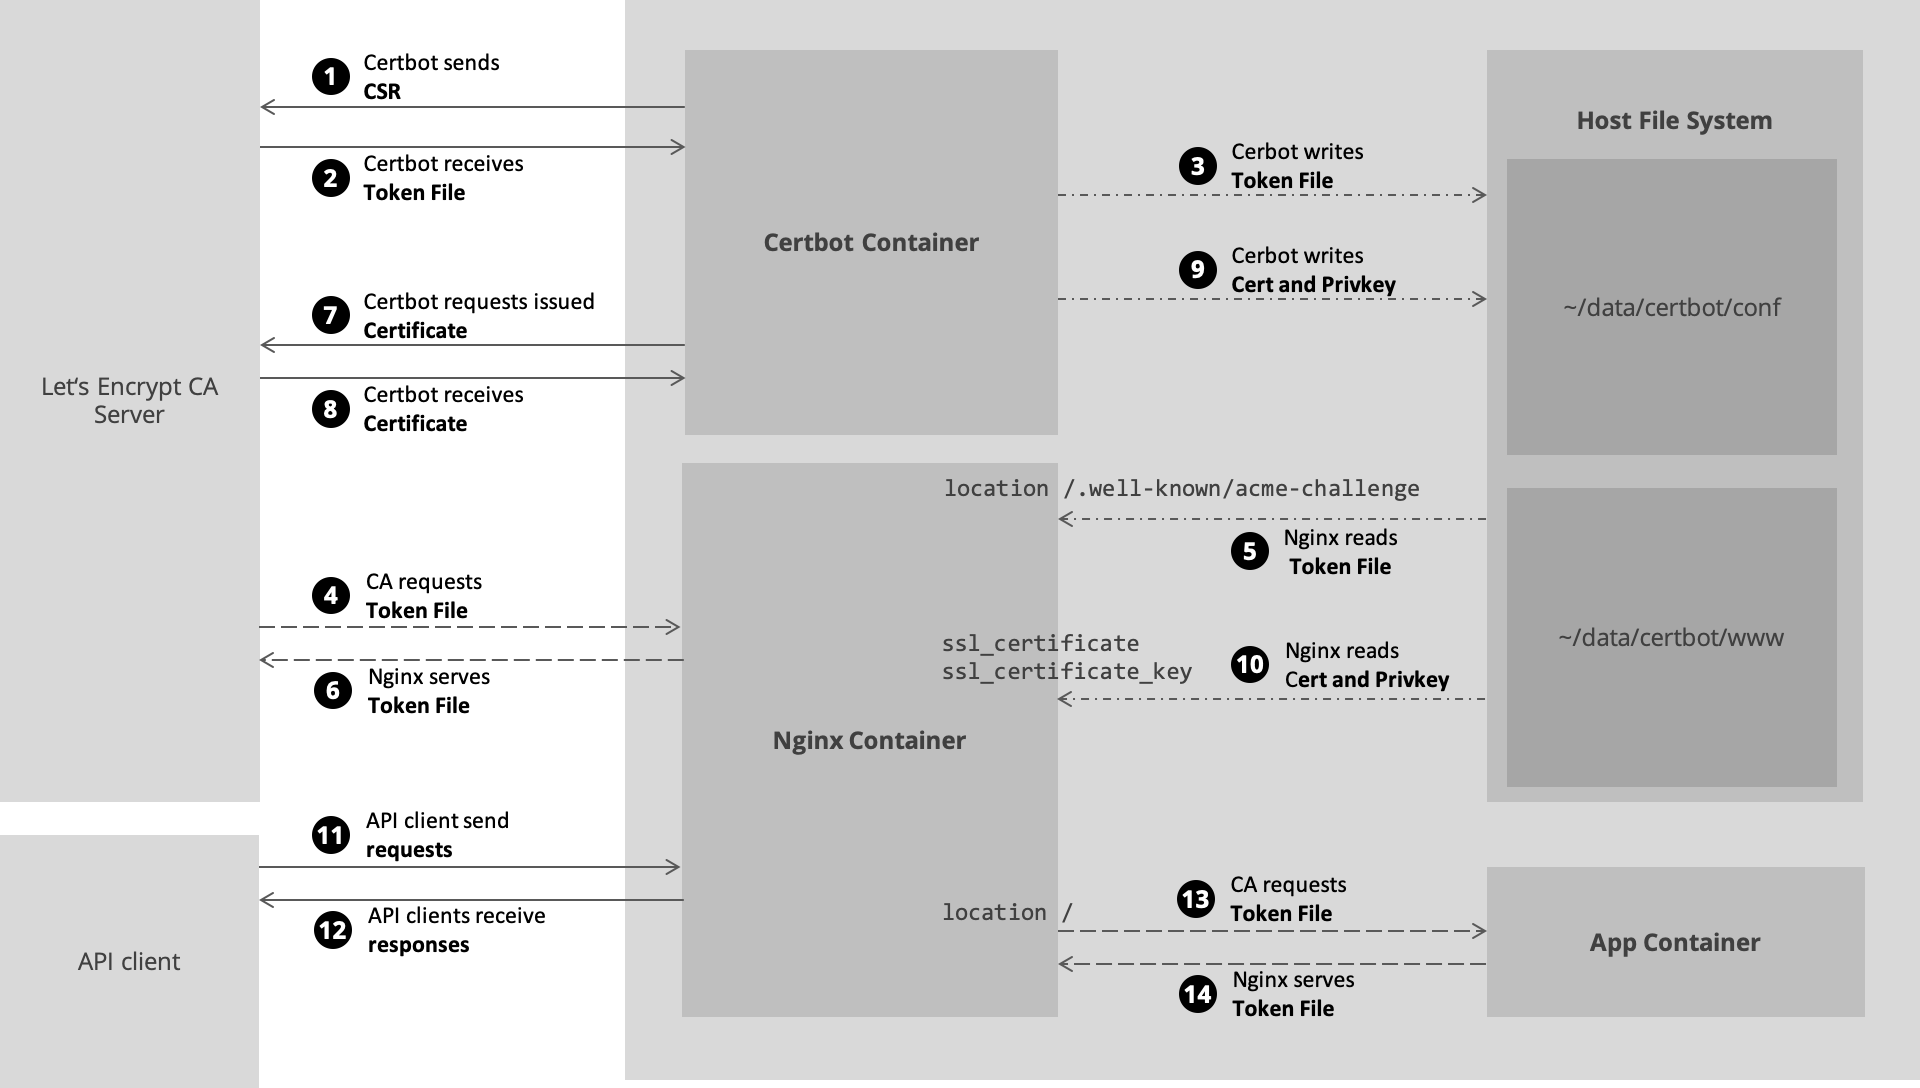 1
Certbot sends
CSR
2
Certbot receives
Token File
7
Certbot requests issued
Certificate
8
Certbot receives
Certificate
Let‘s Encrypt CA
Server
4
CA requests
Token File
6
Nginx serves
Token File
11
API client send
requests
12
API clients receive
responses
API client
Certbot Container
3
Cerbot writes
Token File
9
Cerbot writes
Cert and Privkey
Host File System
~/data/certbot/conf
~/data/certbot/www
location /.well-known/acme-challenge
5
Nginx reads
Token File
ssl_certificate
ssl_certificate_key
10
Nginx reads
Cert and Privkey
Nginx Container
location /
13
CA requests
Token File
14
Nginx serves
Token File
App Container